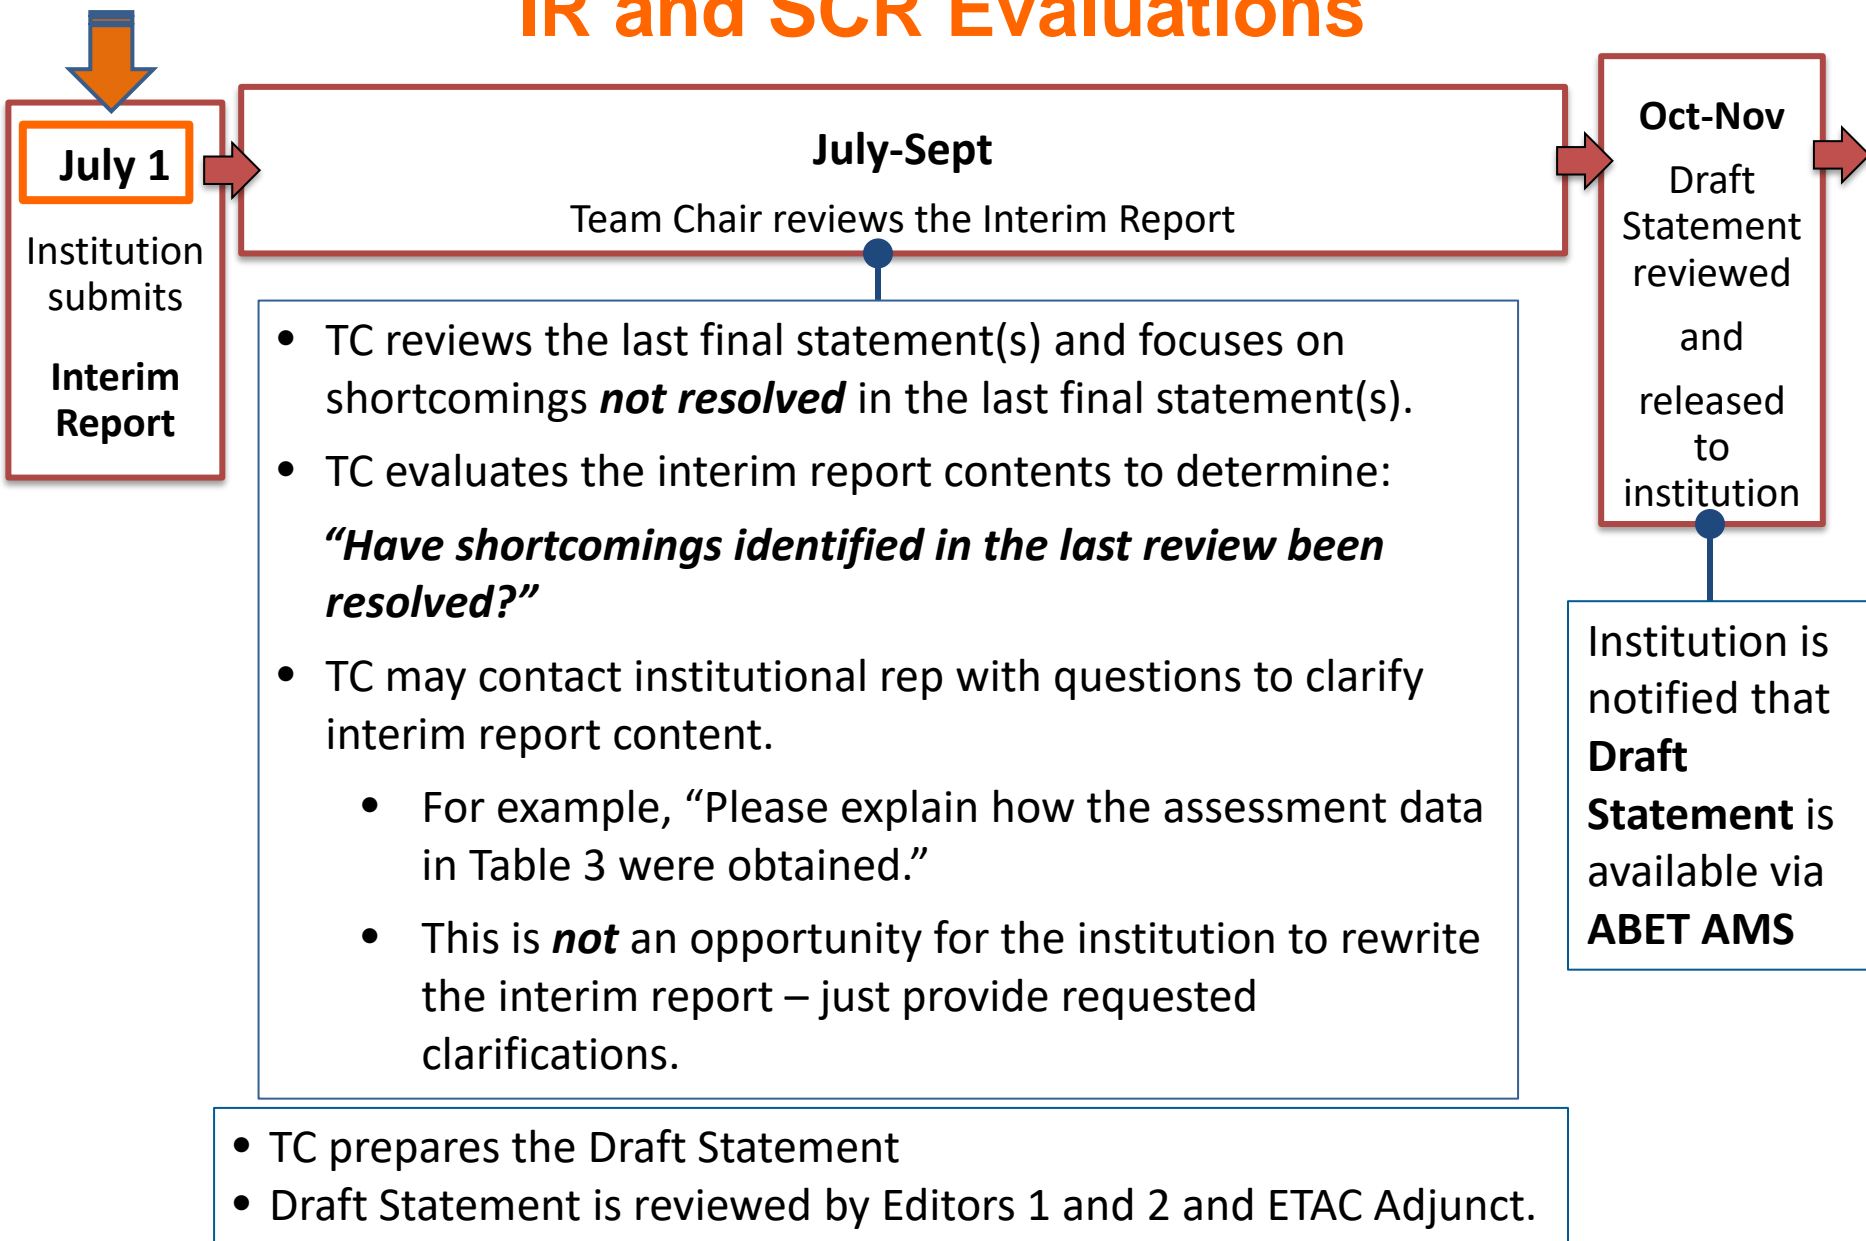 IR and SCR Evaluations
July 1
Institution
submits
Interim
Report
July-Sept
Team Chair reviews the Interim Report
• TC reviews the last final statement(s) and focuses on
shortcomings not resolved in the last final statement(s).
• TC evaluates the interim report contents to determine:
“Have shortcomings identified in the last review been
resolved?”
• TC may contact institutional rep with questions to clarify
interim report content.
• For example, “Please explain how the assessment data
in Table 3 were obtained.”
• This is not an opportunity for the institution to rewrite
the interim report – just provide requested
clarifications.
• TC prepares the Draft Statement
• Draft Statement is reviewed by Editors 1 and 2 and ETAC Adjunct.
Oct-Nov
Draft
Statement
reviewed
and
released
to
institution
Institution is
notified that
Draft
Statement is
available via
ABET AMS